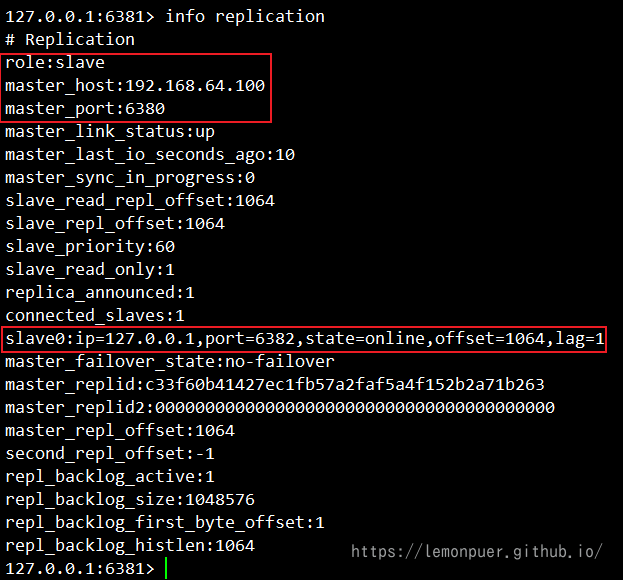 127.0.0.1:6381> info replication
# Replication
role:slave
master_host:192.168.64.100
master_port:6380
master_link_status:up
master_last_io_seconds_ago:10
master_sync_in_progress:0
slave_read_repl_offset:1064
slave_repl_offset:1064
slave_priority:60
slave_read_only:1
replica_announced:1
connected_slaves:1
slave0:ip=127.0.0.1,port=6382,state=online,offset=1064,lag=1
master_failover_state:no-failover
master_replid:c33f60b41427ec1fb57a2faf5a4f152b2a71b263
master_replid2:0000000000000000000000000000000000000000
master_repl_offset:1064
second_repl_offset:-1
repl_backlog_active:1
repl_backlog_size:1048576
repl_backlog_first_byte_offset:1
repl_backlog_histlen:1064
https://lemonpuer.github.io/
127.0.0.1:6381>